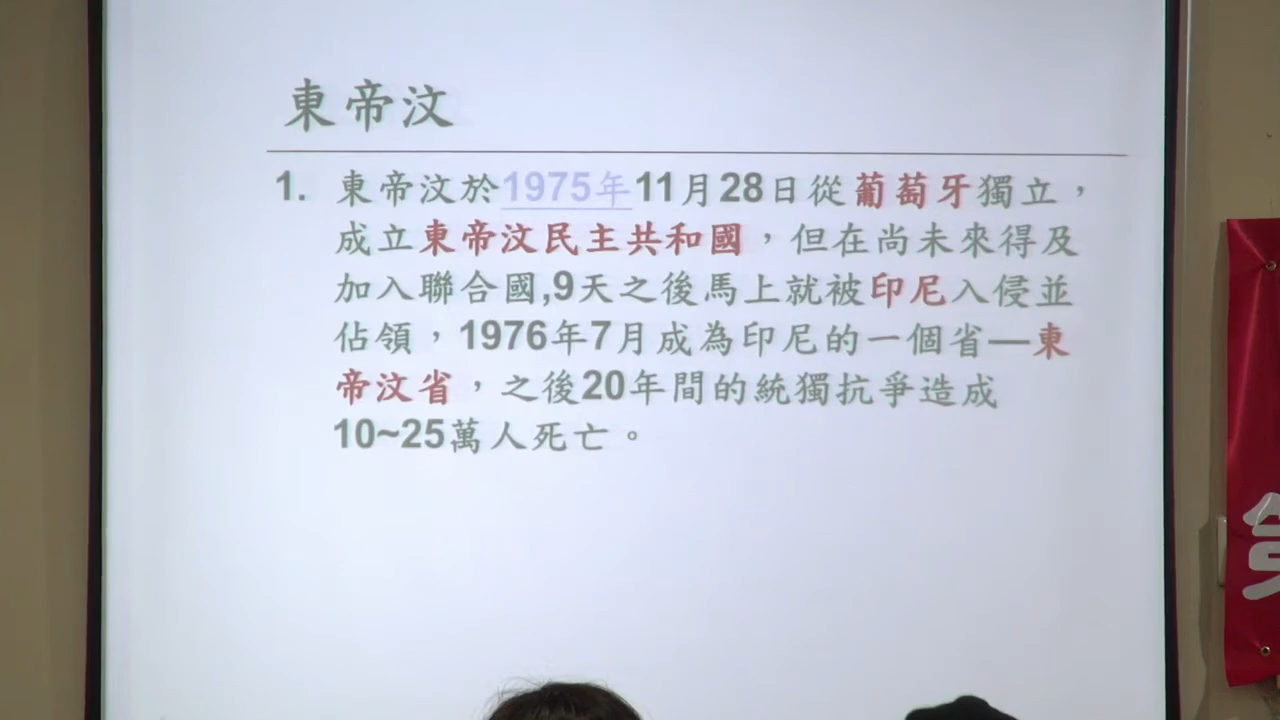 東帝汶
1. 東帝汶於1975年11月28日從葡萄牙獨立，
成立東帝汶民主共和國，但在尚未來得及
加入聯合國,9天之後馬上就被印尼入侵並
佔領，1976年7月成為印尼的一個省—東
帝汶省，之後20年間的統獨抗爭造成
10~25萬人死亡。